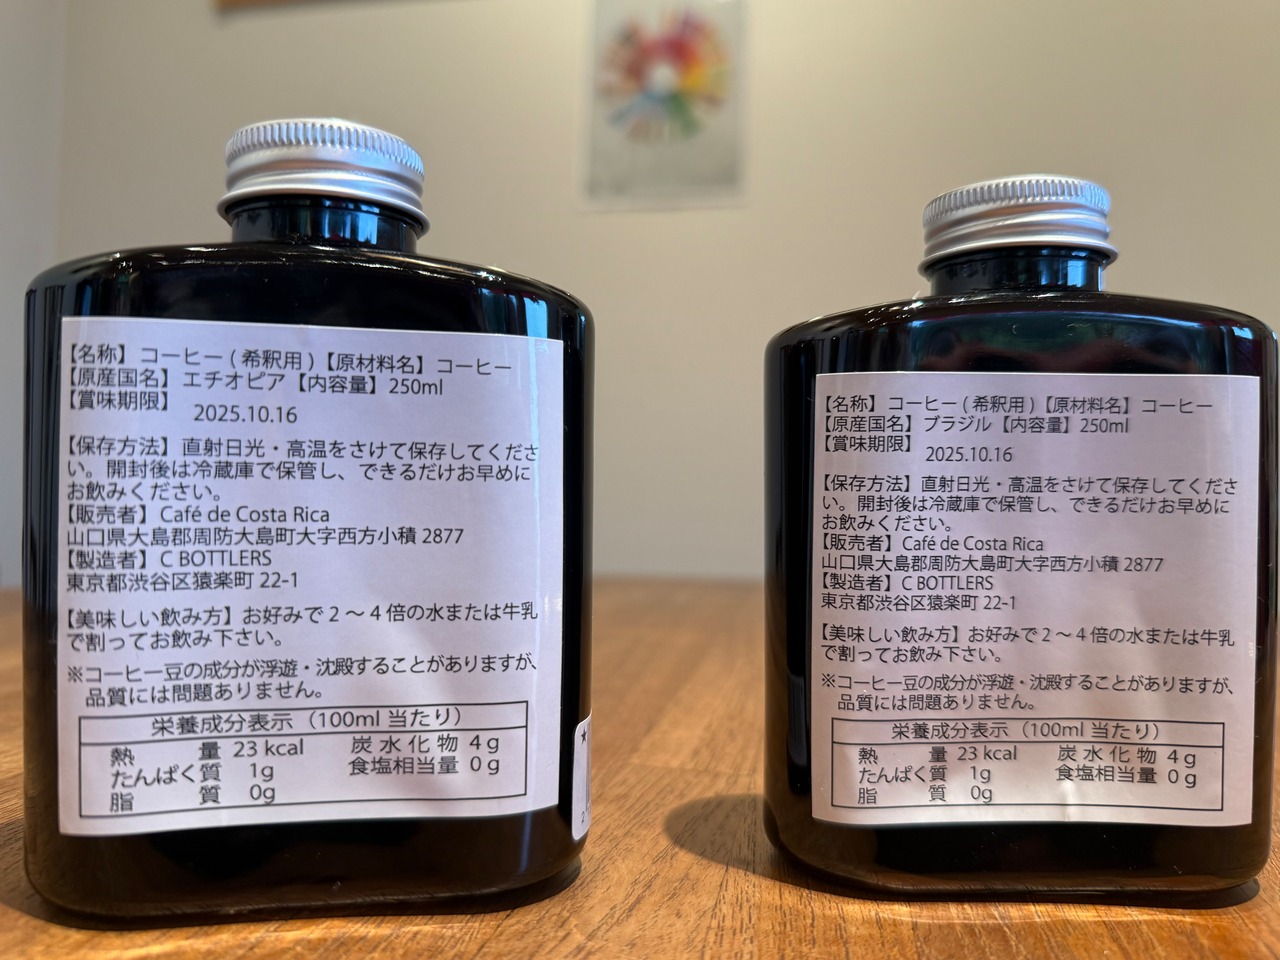 【名称】コーヒー(希釈用)【原材料名】コーヒー
【原産国名】エチオピア【内容量】250ml
【賞味期限】 2025.10.16
【保存方法】直射日光・高温をさけて保存してくださ
い。開封後は冷蔵庫で保管し、できるだけお早めに
お飲みください。
【販売者】Café de Costa Rica
山口県大島郡周防大島町大字西方小積 2877
【製造者】C BOTTLERS
東京都渋谷区猿楽町 22-1
【美味しい飲み方】お好みで2～4倍の水または牛乳
で割ってお飲み下さい。
※コーヒー豆の成分が浮遊・沈殿することがありますが、
品質には問題ありません。
栄養成分表示（100ml 当たり）
熱量 23 kcal 炭水化物 4g
たんぱく質 1g 食塩相当量 0g
脂質 0g
【名称】コーヒー(希釈用)【原材料名】コーヒー
【原産国名】ブラジル【内容量】250ml
【賞味期限】 2025.10.16
【保存方法】直射日光・高温をさけて保存してくださ
い。開封後は冷蔵庫で保管し、できるだけお早めに
お飲みください。
【販売者】Café de Costa Rica
山口県大島郡周防大島町大字西方小積 2877
【製造者】C BOTTLERS
東京都渋谷区猿楽町 22-1
【美味しい飲み方】お好みで2～4倍の水または牛乳
で割ってお飲み下さい。
※コーヒー豆の成分が浮遊・沈殿することがありますが、
品質には問題ありません。
栄養成分表示（100ml 当たり）
熱量 23 kcal 炭水化物 4g
たんぱく質 1g 食塩相当量 0g
脂質 0g